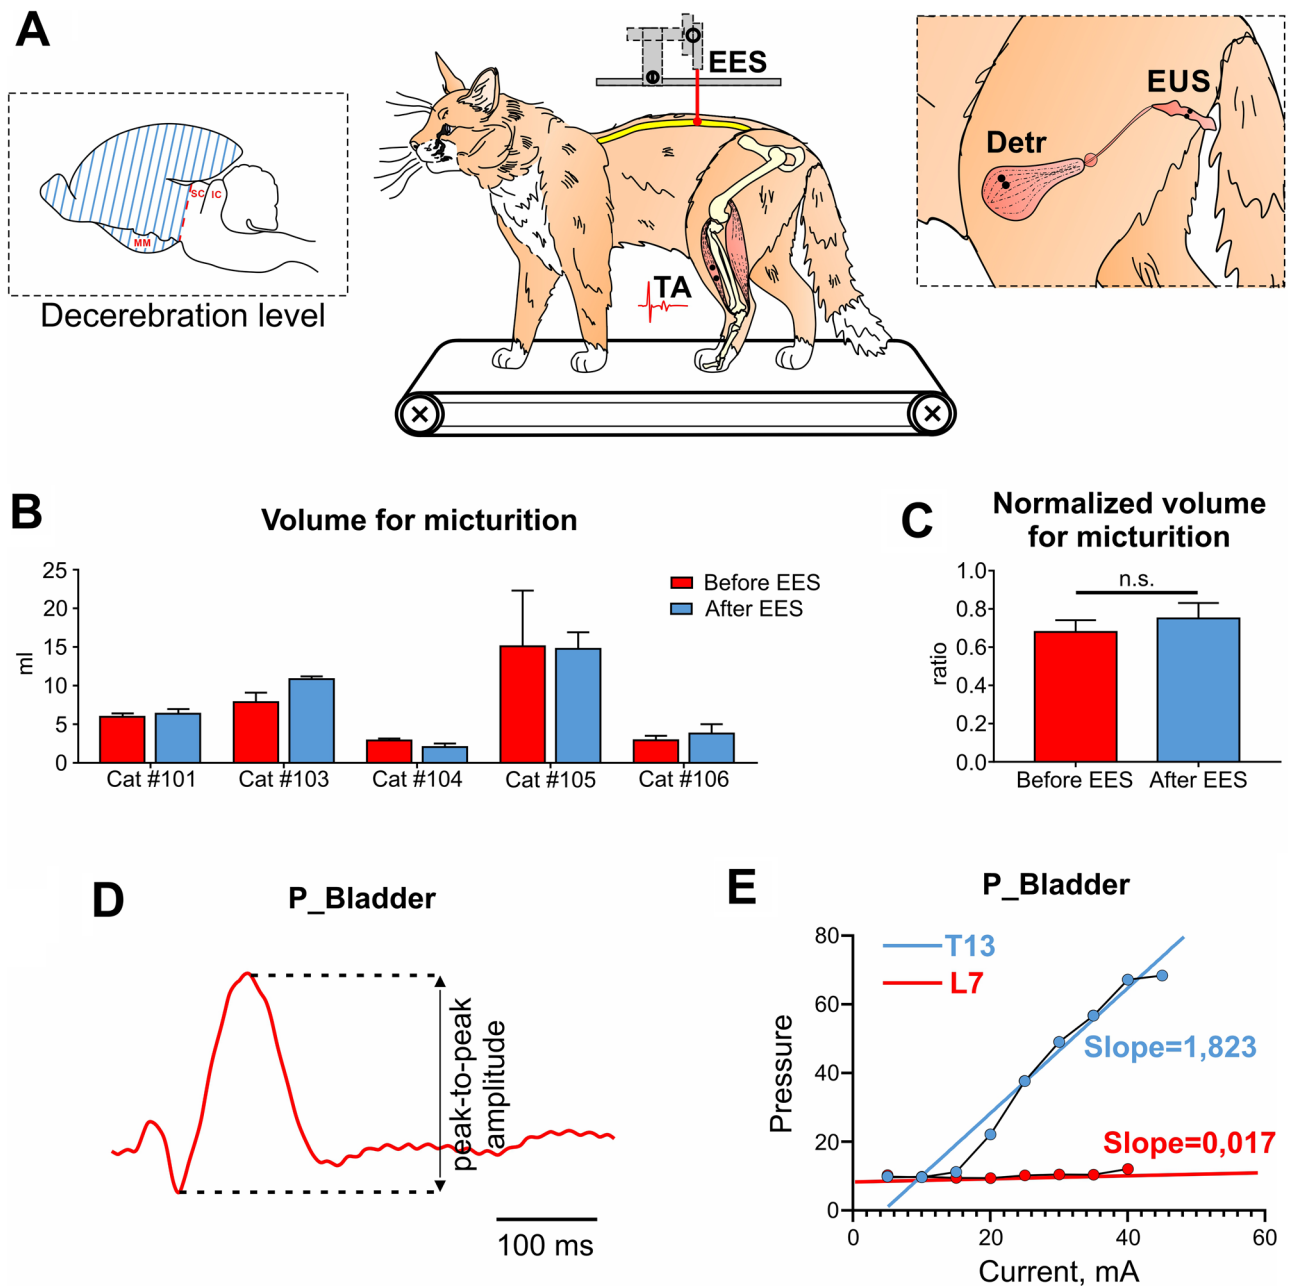 A
EES
EUS
Detr
SC
IC
MM
TA
Decerebration level
B
Volume for micturition
25
20
15
10
5
0
ml
Before EES
After EES
Cat #101
Cat #103
Cat #104
Cat #105
Cat #106
C
Normalized volume
for micturition
1.0
0.8
0.6
0.4
0.2
0.0
ratio
n.s.
Before EES
After EES
D
P_Bladder
peak-to-peak
amplitude
100 ms
E
P_Bladder
80
60
40
20
0
Pressure
T13
L7
Slope=1,823
Slope=0,017
0
20
40
60
Current, mA